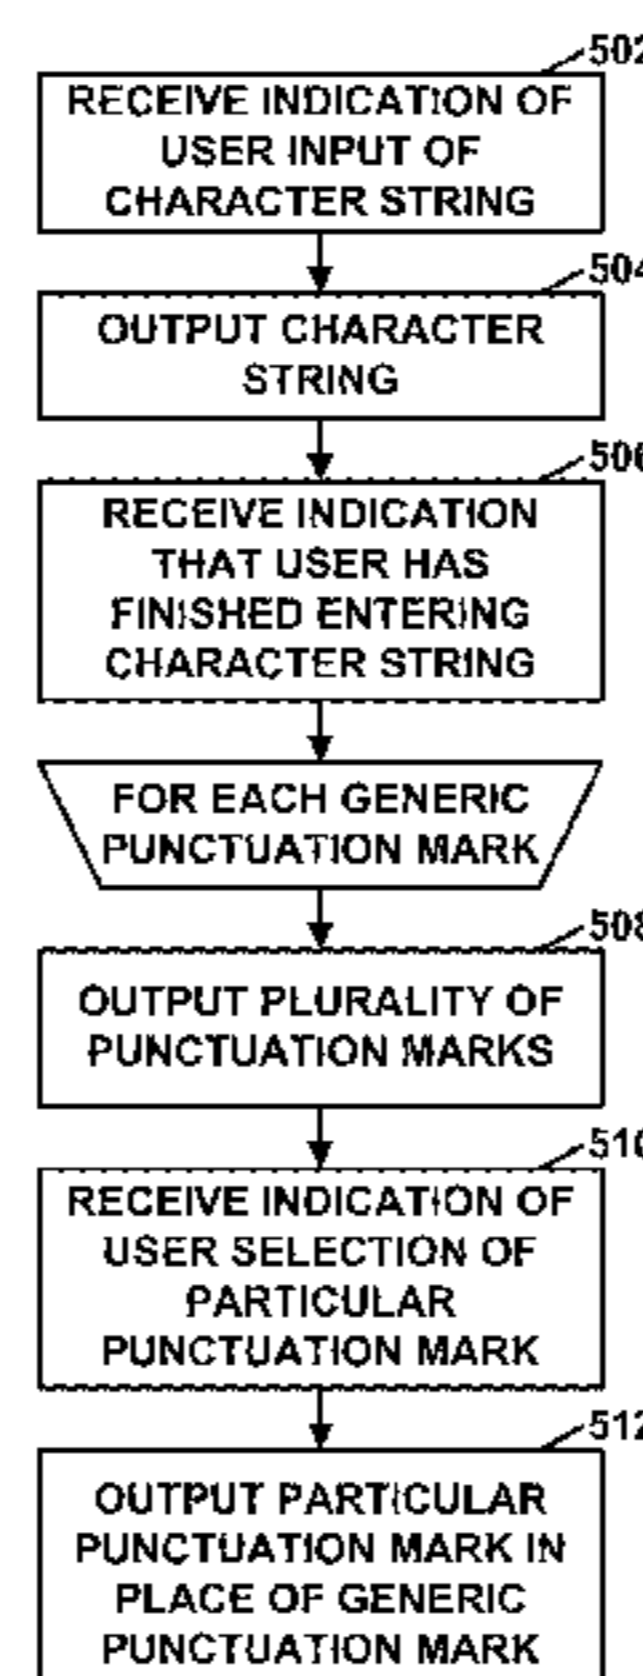 502
RECEIVE INDICATION OF
USER INPUT OF
CHARACTER STRING
504
OUTPUT CHARACTER
STRING
506
RECEIVE INDICATION
THAT USER HAS
FINISHED ENTERING
CHARACTER STRING
FOR EACH GENERIC
PUNCTUATION MARK
508
OUTPUT PLURALITY OF
PUNCTUATION MARKS
510
RECEIVE INDICATION OF
USER SELECTION OF
PARTICULAR
PUNCTUATION MARK
512
OUTPUT PARTICULAR
PUNCTUATION MARK IN
PLACE OF GENERIC
PUNCTUATION MARK